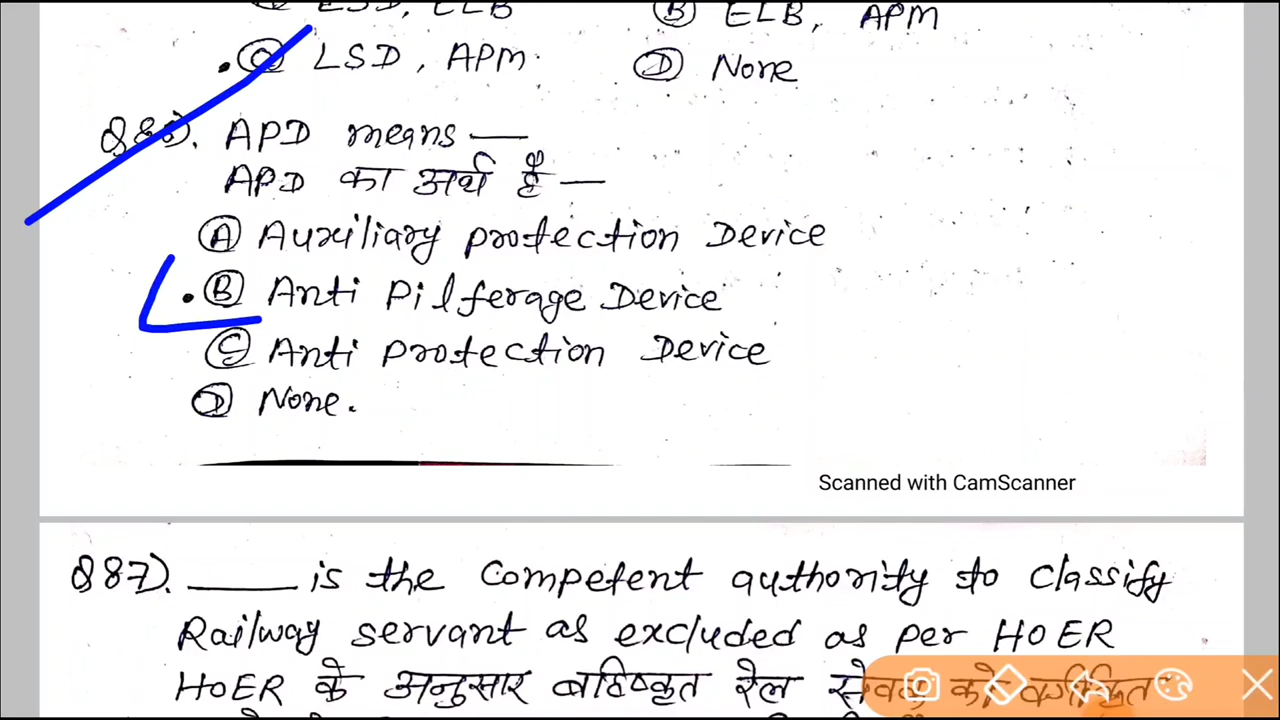 Ⓑ ELB, APM
Ⓒ LSD, APM. Ⓓ None
APD means —
APD का अर्थ है —
Ⓐ Auxiliary protection Device
Ⓑ Anti Pilferage Device
Ⓒ Anti protection Device
Ⓓ None.
Scanned with CamScanner
887). _____ is the Competent authority to classify
Railway servant as excluded as per HOER
HOER के अनुसार बहिष्कृत रेल सेवक को